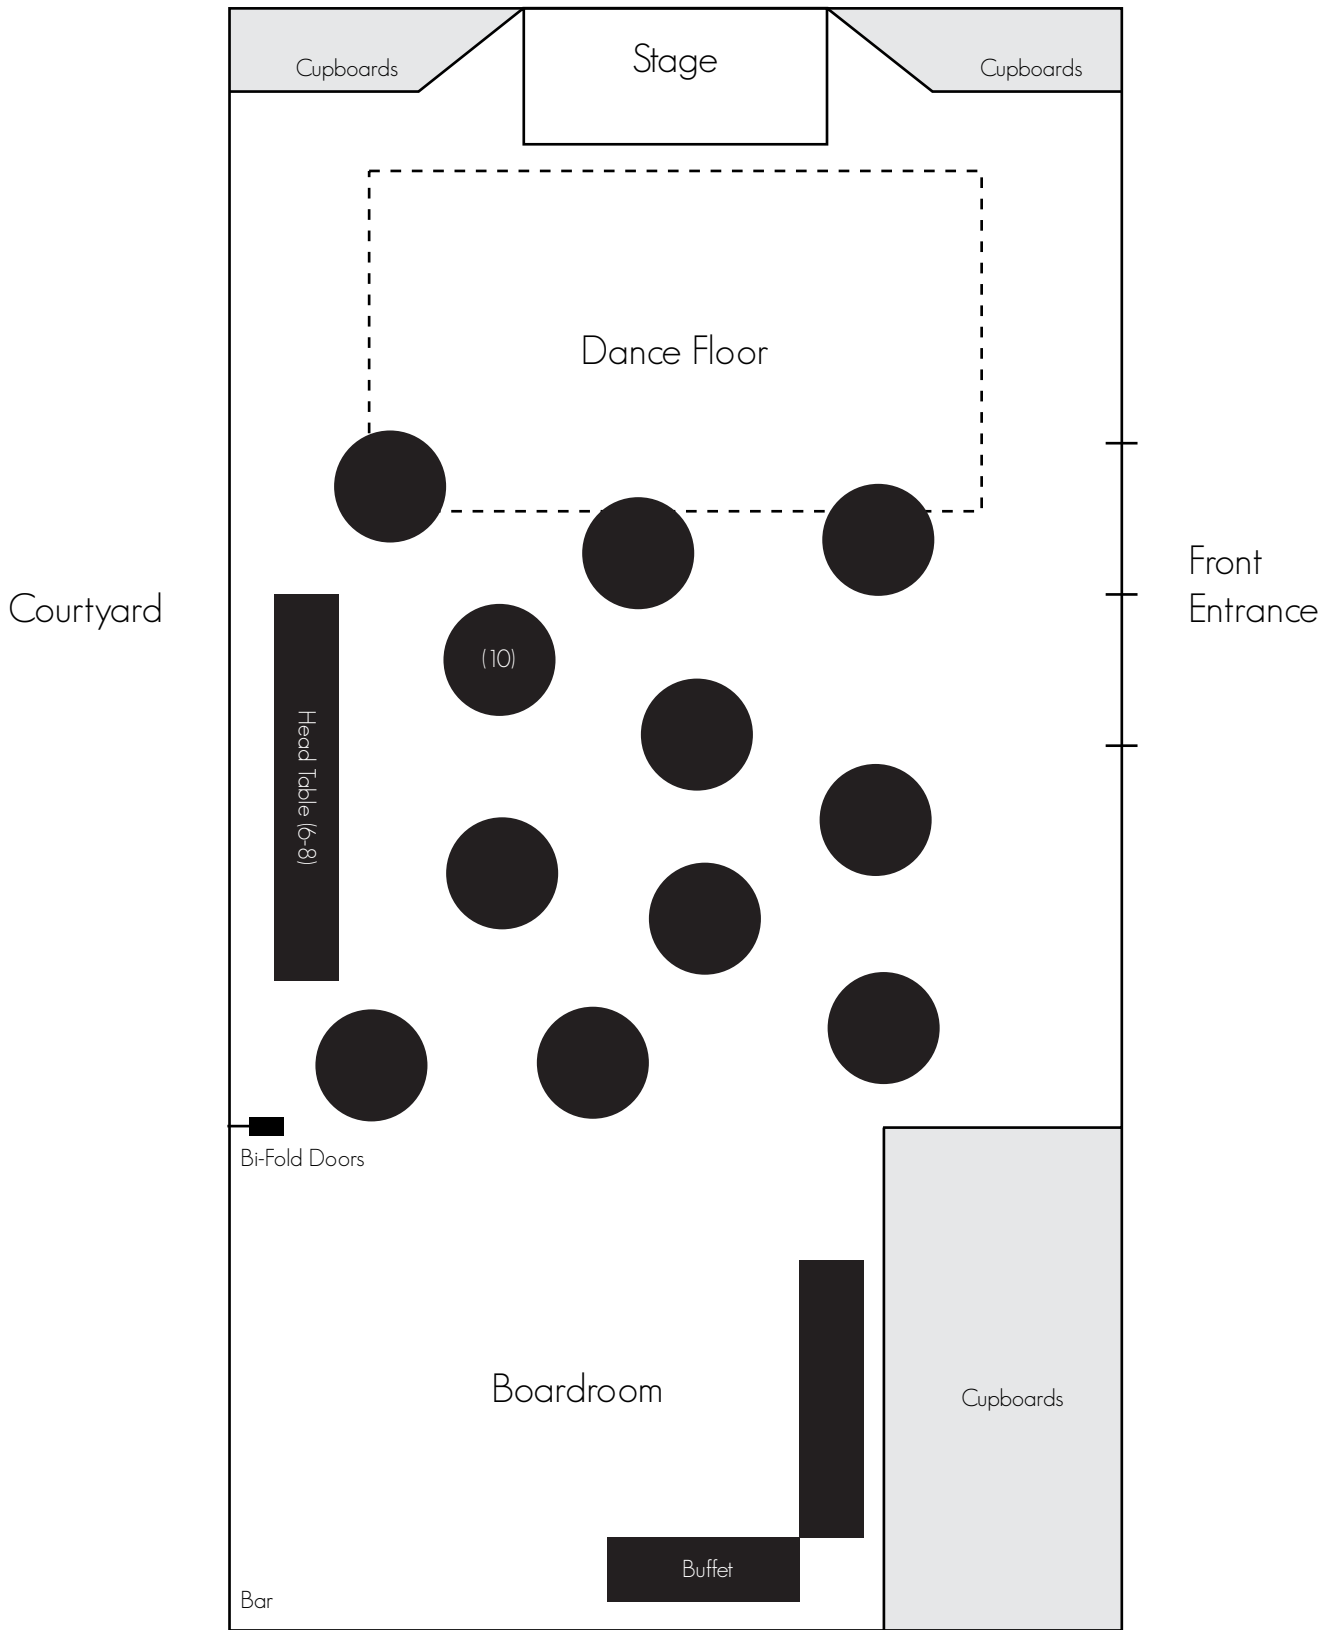 Cupboards
Stage
Cupboards
Dance Floor
Front
Entrance
Courtyard
(10)
Head Table (6-8)
Bi-Fold Doors
Boardroom
Cupboards
Buffet
Bar